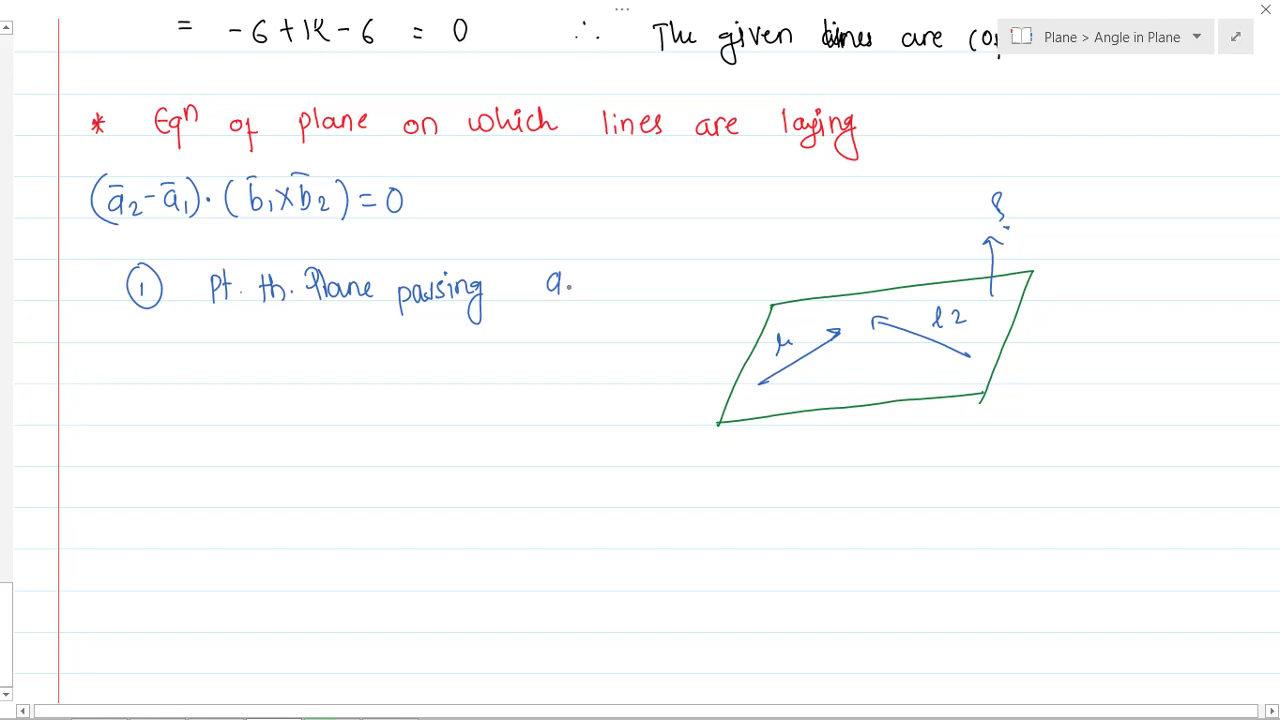 = -6 + 12 - 6 = 0 ∴ The given lines are
Plane > Angle in Plane
* Eqⁿ of plane on which lines are laying
(ā₂ - ā₁) · (b̄₁ × b̄₂) = 0
① Pt. th. Plane passing a.
l2